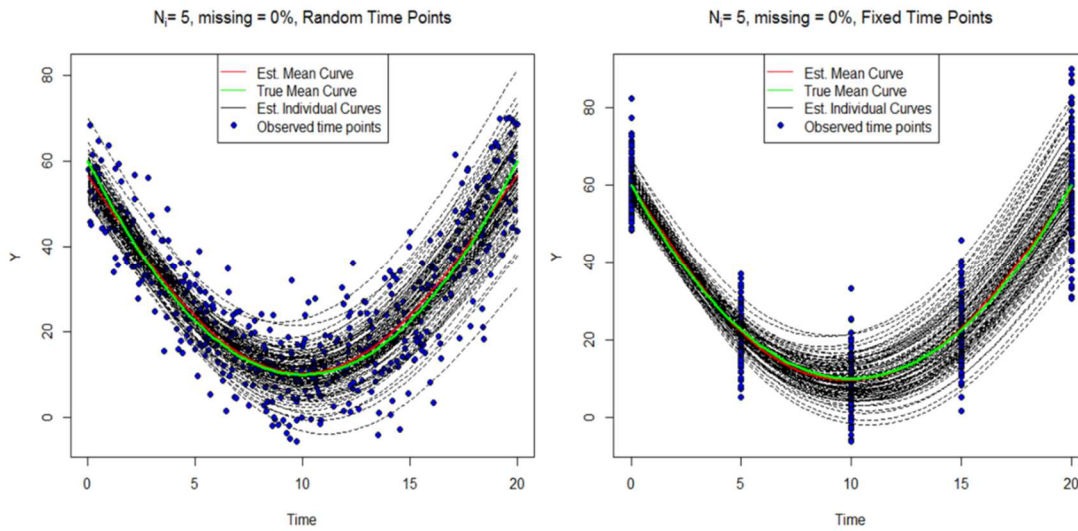 Ni= 5, missing = 0%, Random Time Points
Est. Mean Curve
True Mean Curve
Est. Individual Curves
Observed time points
80
60
40
20
0
Y
0 5 10 15 20
Time
Ni= 5, missing = 0%, Fixed Time Points
Est. Mean Curve
True Mean Curve
Est. Individual Curves
Observed time points
80
60
40
20
0
Y
0 5 10 15 20
Time